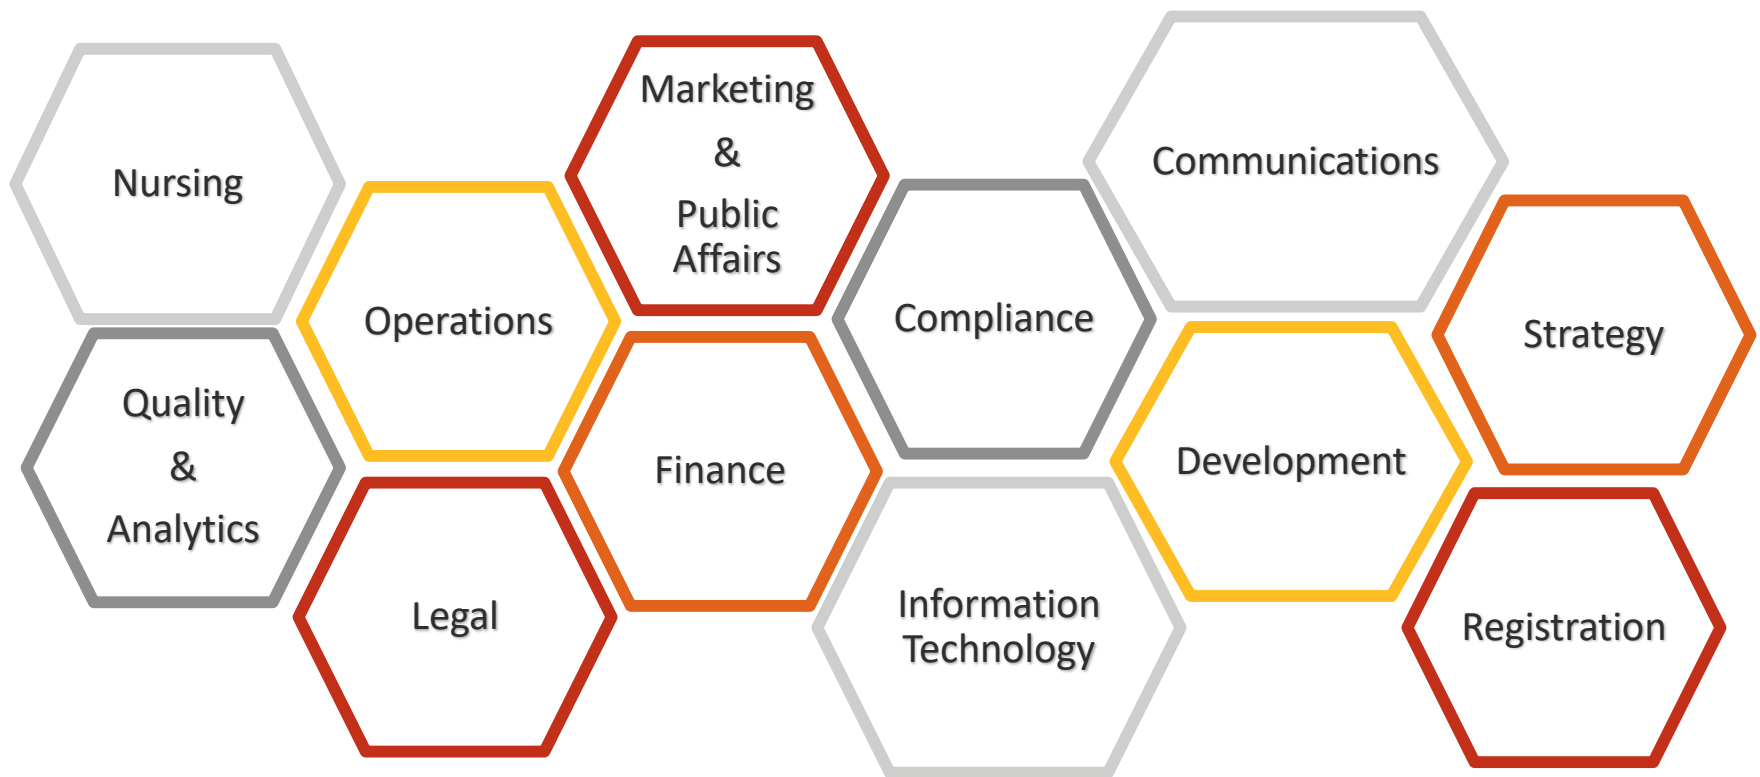 Nursing
Quality
&
Analytics
Operations
Legal
Marketing
&
Public
Affairs
Finance
Compliance
Information
Technology
Communications
Development
Strategy
Registration